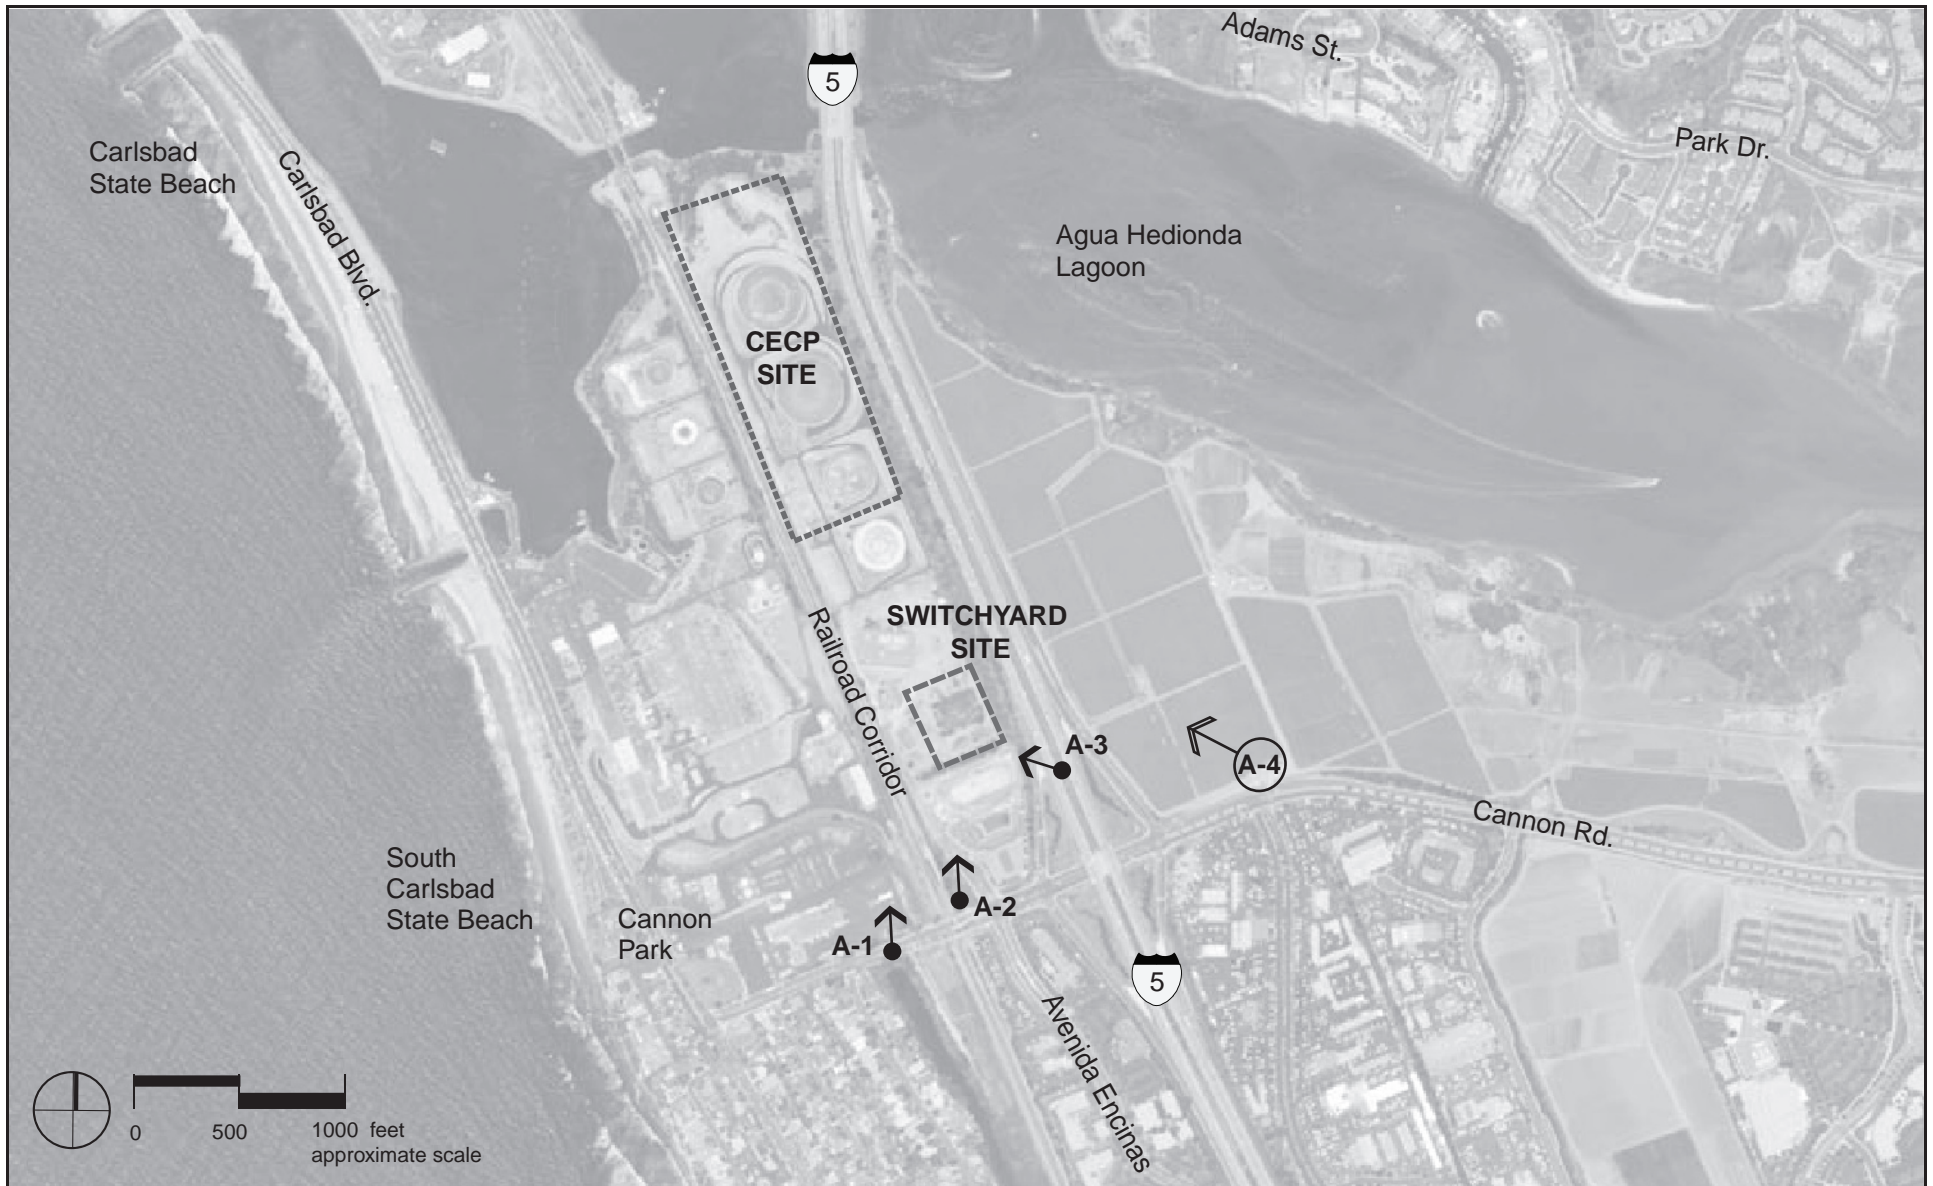 Adams St.
5
Park Dr.
Carlsbad
State Beach
Carlsbad Blvd.
Agua Hedionda
Lagoon
CECP
SITE
SWITCHYARD
SITE
Railroad Corridor
A-3
A-4
Cannon Rd.
South
Carlsbad
State Beach
Cannon
Park
A-2
A-1
5
Avenida Encinas
0 500 1000 feet
approximate scale